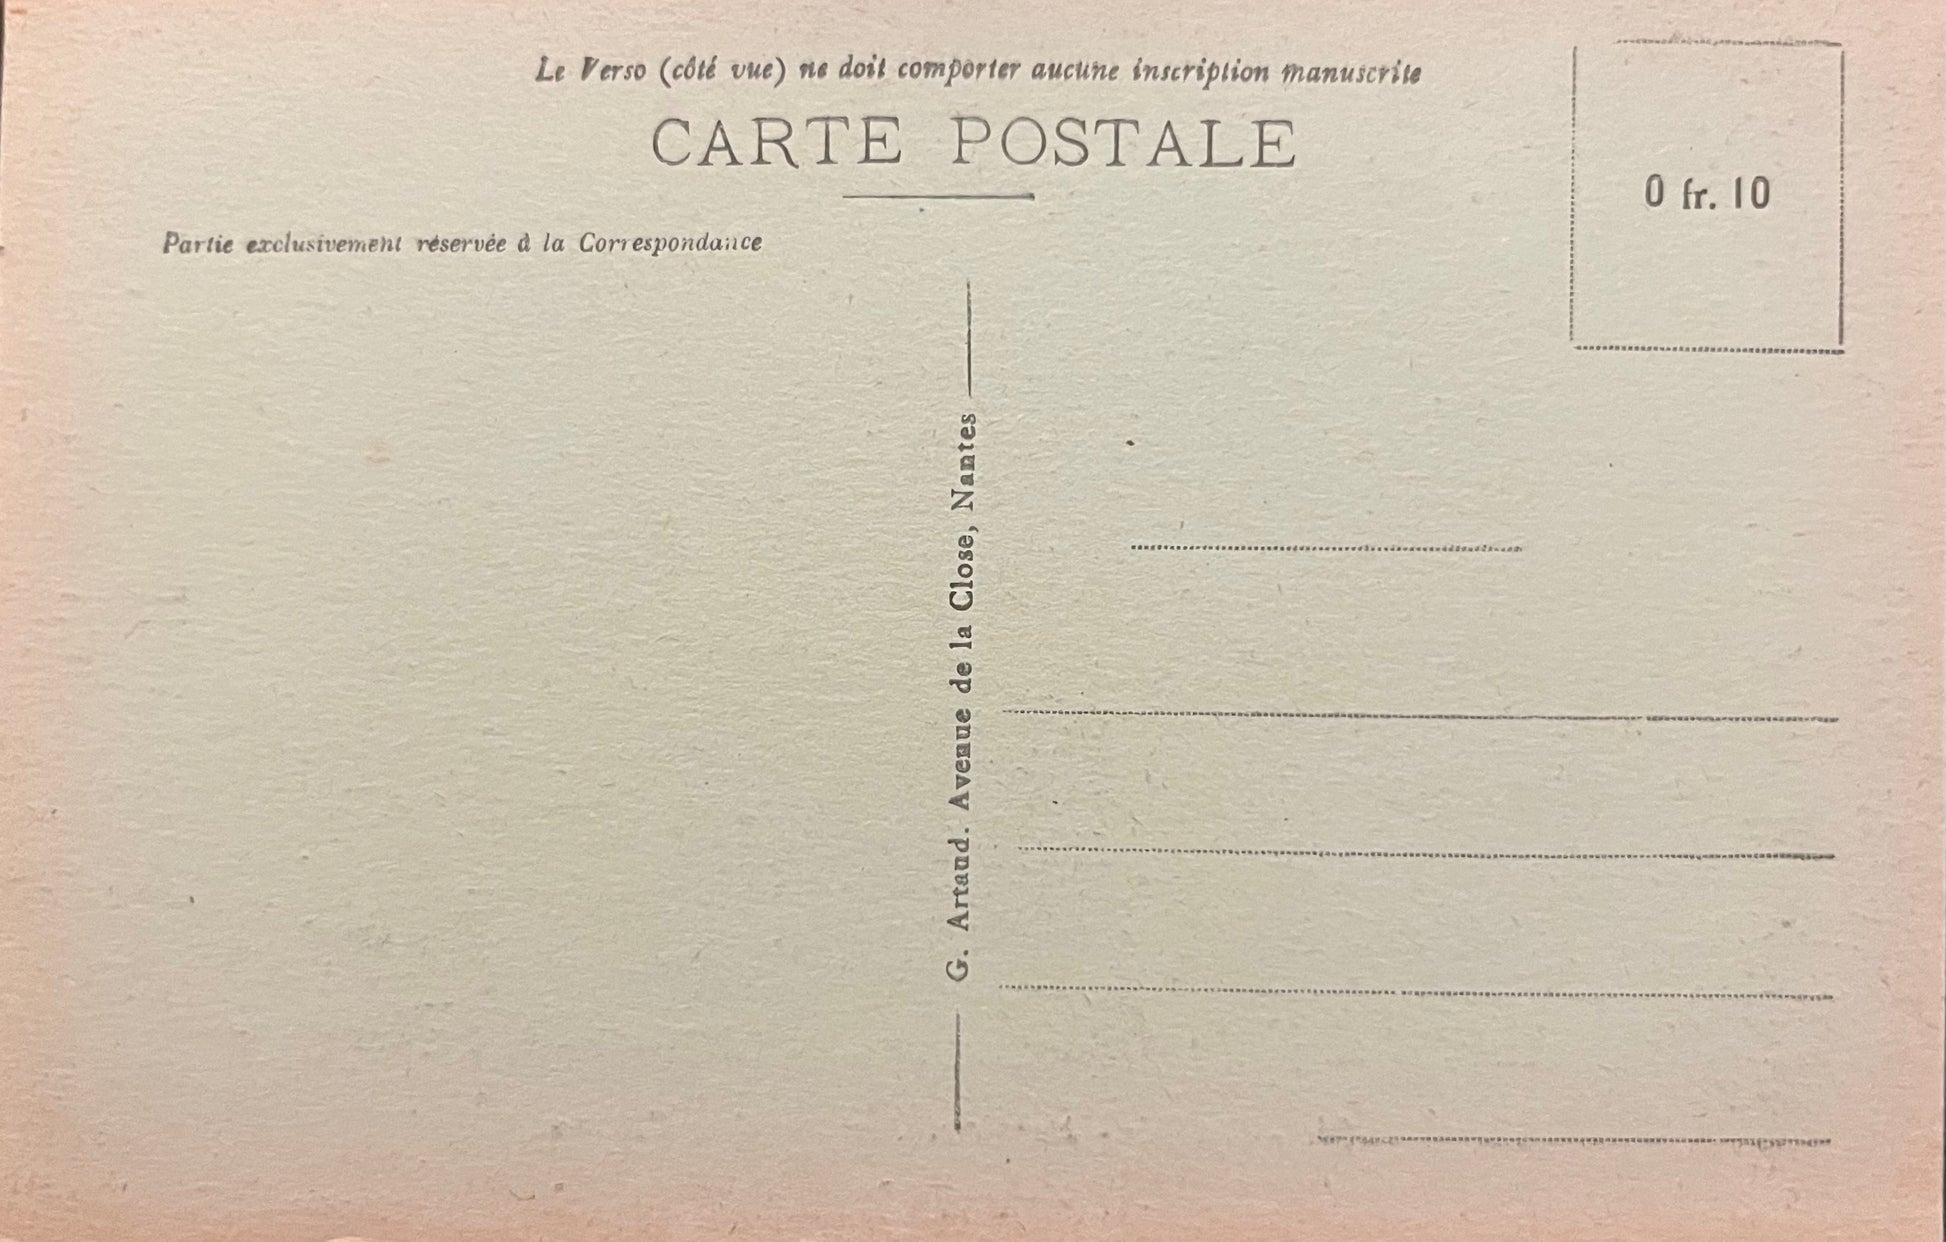 Le Verso (côté vue) ne doit comporter aucune inscription manuscrite
CARTE POSTALE
0 fr. 10
Partie exclusivement réservée à la Correspondance
G. Artaud. Avenue de la Close, Nantes